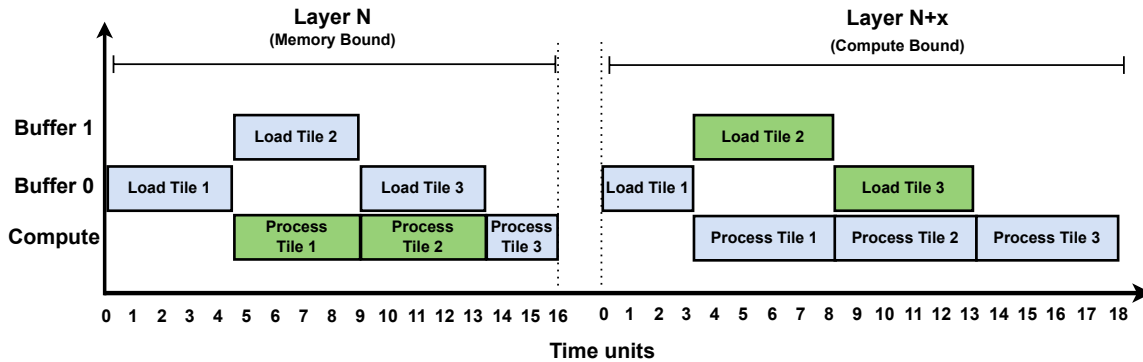 Layer N
(Memory Bound)
Layer N+x
(Compute Bound)
Buffer 1
Load Tile 2
Load Tile 2
Buffer 0
Load Tile 1
Load Tile 3
Load Tile 1
Load Tile 3
Compute
Process
Tile 1
Process
Tile 2
Process
Tile 3
Process Tile 1
Process Tile 2
Process Tile 3
0 1 2 3 4 5 6 7 8 9 10 11 12 13 14 15 16
0 1 2 3 4 5 6 7 8 9 10 11 12 13 14 15 16 17 18
Time units